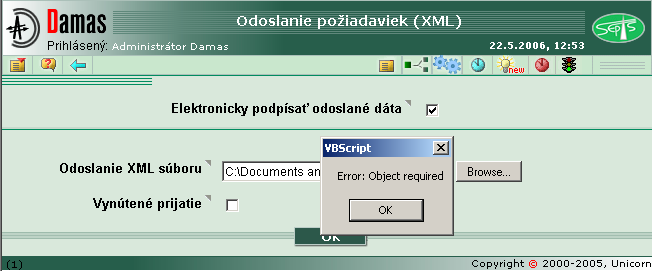 Damas
Odoslanie požiadaviek (XML)
Prihlásený: Administrátor Damas
22.5.2006, 12:53
SEPS
new
Elektronicky podpísať odoslané dáta
VBScript
Error: Object required
OK
Odoslanie XML súboru
C:\Documents an
Browse...
Vynútené prijatie
OK
(1)
Copyright © 2000-2005, Unicorn